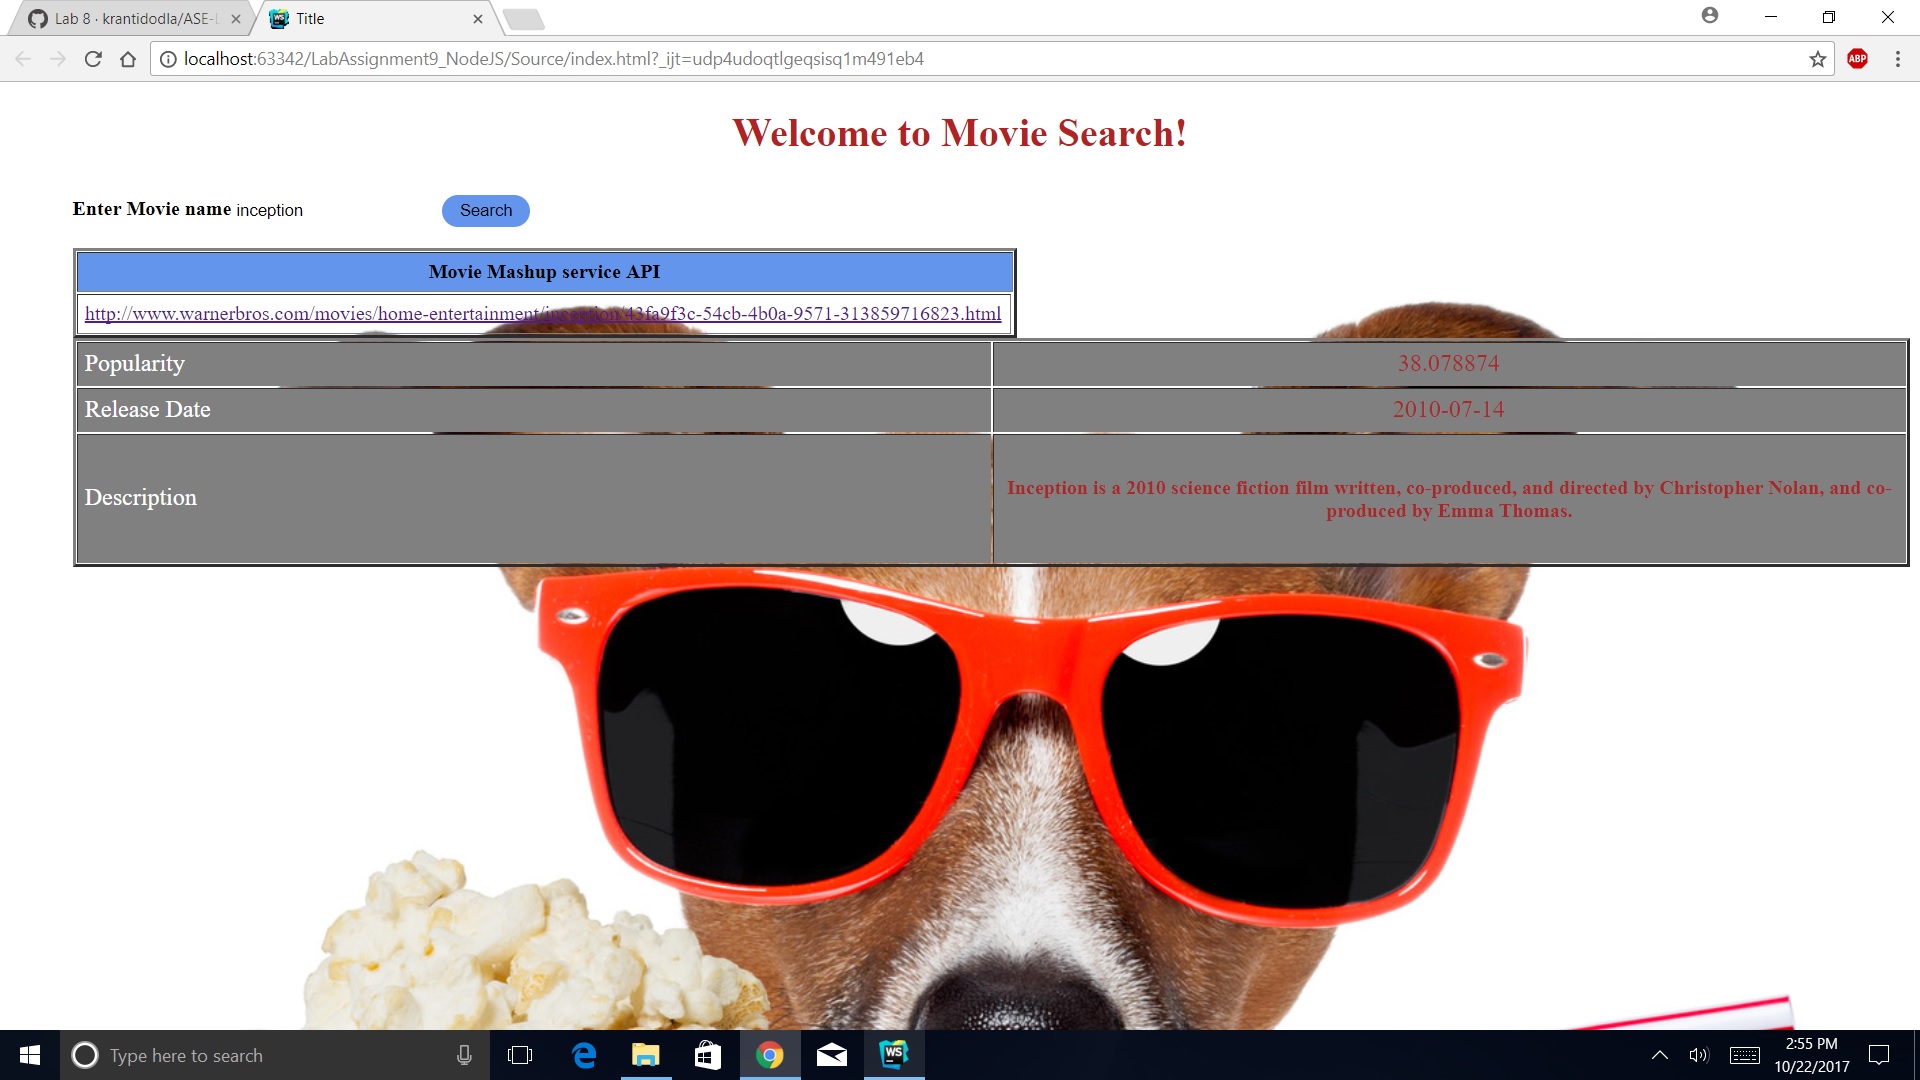 Lab 8 · krantidodla/ASE-L
Title
localhost:63342/LabAssignment9_NodeJS/Source/index.html?_ijt=udp4udoqtlgeqsisq1m491eb4
ABP
Welcome to Movie Search!
Enter Movie name inception Search
Movie Mashup service API
http://www.warnerbros.com/movies/home-entertainment/inception/43fa9f3c-54cb-4b0a-9571-313859716823.html
Popularity 38.078874
Release Date 2010-07-14
Description
Inception is a 2010 science fiction film written, co-produced, and directed by Christopher Nolan, and co-
produced by Emma Thomas.
Type here to search
WS
2:55 PM
10/22/2017